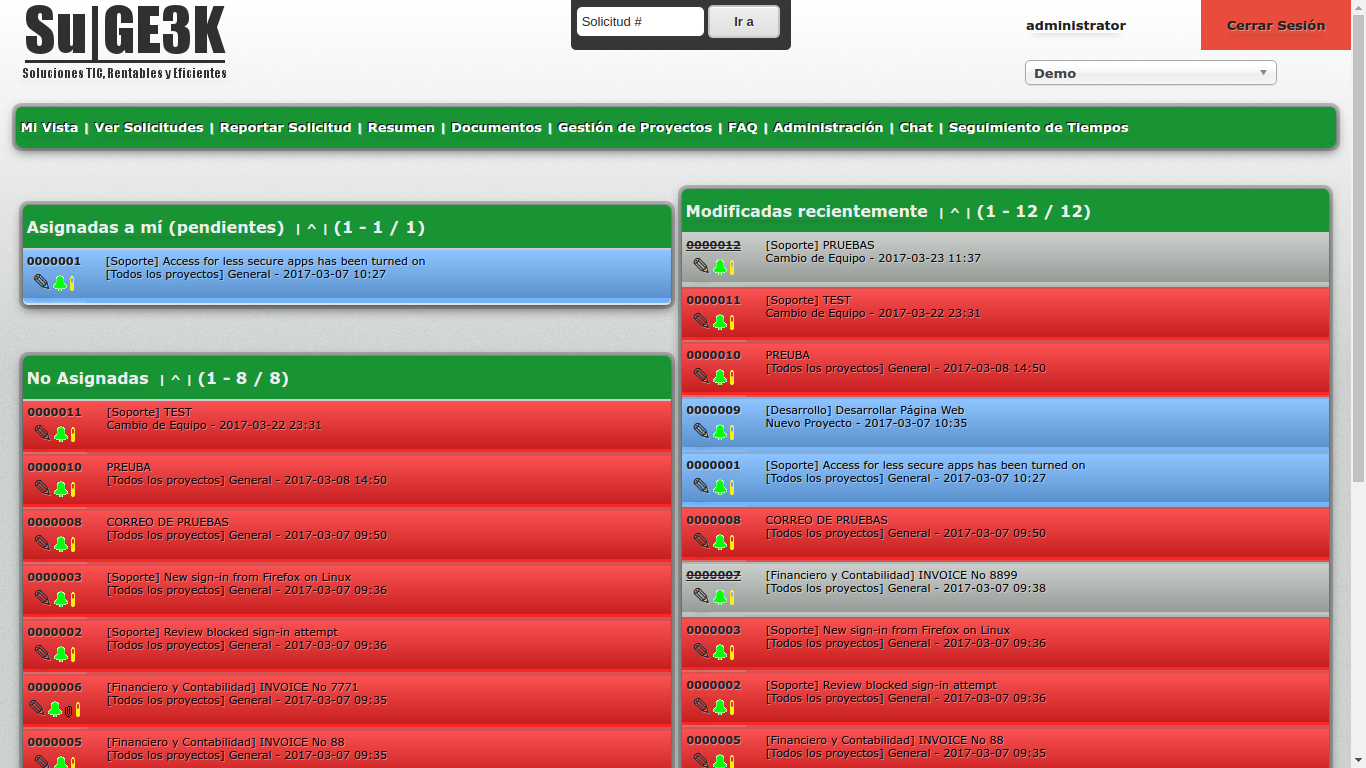 Su|GE3K
Soluciones TIC, Rentables y Eficientes
Solicitud #
Ir a
administrator
Cerrar Sesión
Demo
Mi Vista | Ver Solicitudes | Reportar Solicitud | Resumen | Documentos | Gestión de Proyectos | FAQ | Administración | Chat | Seguimiento de Tiempos
Asignadas a mí (pendientes) | ^ | (1 - 1 / 1)
0000001
[Soporte] Access for less secure apps has been turned on
[Todos los proyectos] General - 2017-03-07 10:27
No Asignadas | ^ | (1 - 8 / 8)
0000011
[Soporte] TEST
Cambio de Equipo - 2017-03-22 23:31
0000010
PREUBA
[Todos los proyectos] General - 2017-03-08 14:50
0000008
CORREO DE PRUEBAS
[Todos los proyectos] General - 2017-03-07 09:50
0000003
[Soporte] New sign-in from Firefox on Linux
[Todos los proyectos] General - 2017-03-07 09:36
0000002
[Soporte] Review blocked sign-in attempt
[Todos los proyectos] General - 2017-03-07 09:36
0000006
[Financiero y Contabilidad] INVOICE No 7771
[Todos los proyectos] General - 2017-03-07 09:35
0000005
[Financiero y Contabilidad] INVOICE No 88
[Todos los proyectos] General - 2017-03-07 09:35
Modificadas recientemente | ^ | (1 - 12 / 12)
0000012
[Soporte] PRUEBAS
Cambio de Equipo - 2017-03-23 11:37
0000011
[Soporte] TEST
Cambio de Equipo - 2017-03-22 23:31
0000010
PREUBA
[Todos los proyectos] General - 2017-03-08 14:50
0000009
[Desarrollo] Desarrollar Página Web
Nuevo Proyecto - 2017-03-07 10:35
0000001
[Soporte] Access for less secure apps has been turned on
[Todos los proyectos] General - 2017-03-07 10:27
0000008
CORREO DE PRUEBAS
[Todos los proyectos] General - 2017-03-07 09:50
0000007
[Financiero y Contabilidad] INVOICE No 8899
[Todos los proyectos] General - 2017-03-07 09:38
0000003
[Soporte] New sign-in from Firefox on Linux
[Todos los proyectos] General - 2017-03-07 09:36
0000002
[Soporte] Review blocked sign-in attempt
[Todos los proyectos] General - 2017-03-07 09:36
0000005
[Financiero y Contabilidad] INVOICE No 88
[Todos los proyectos] General - 2017-03-07 09:35